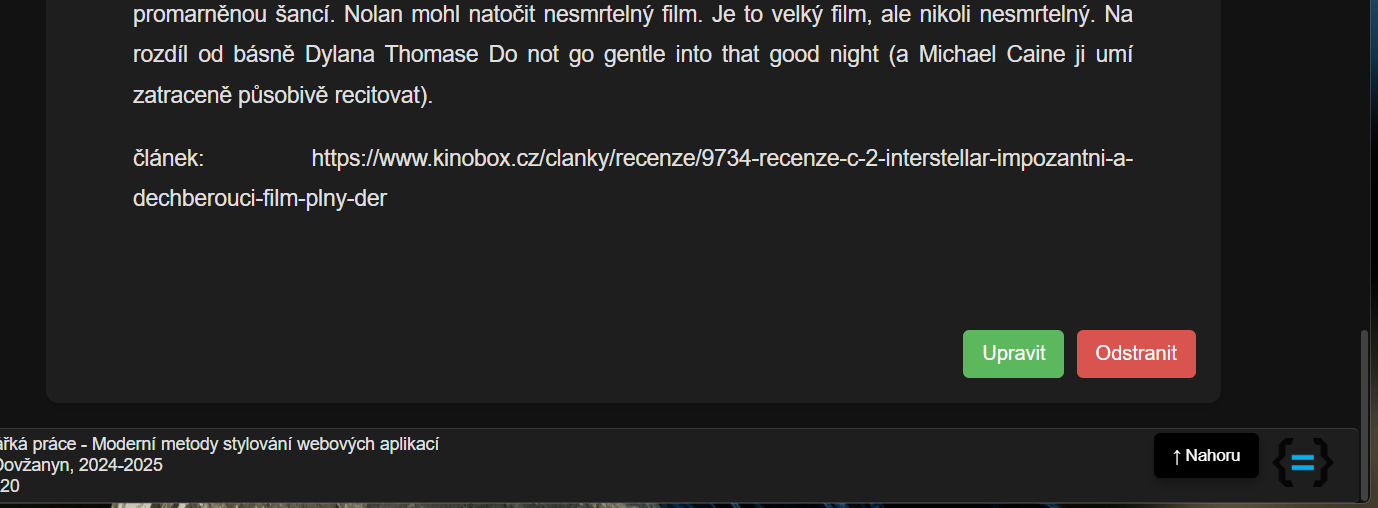 promarněnou šancí. Nolan mohl natočit nesmrtelný film. Je to velký film, ale nikoli nesmrtelný. Na
rozdíl od básně Dylana Thomase Do not go gentle into that good night (a Michael Caine ji umí
zatraceně působivě recitovat).
článek: https://www.kinobox.cz/clanky/recenze/9734-recenze-c-2-interstellar-impozantni-a-
dechberouci-film-plny-der
Upravit Odstranit
práce - Moderní metody stylování webových aplikací
Dovžanyn, 2024-2025
20
↑ Nahoru
{=}